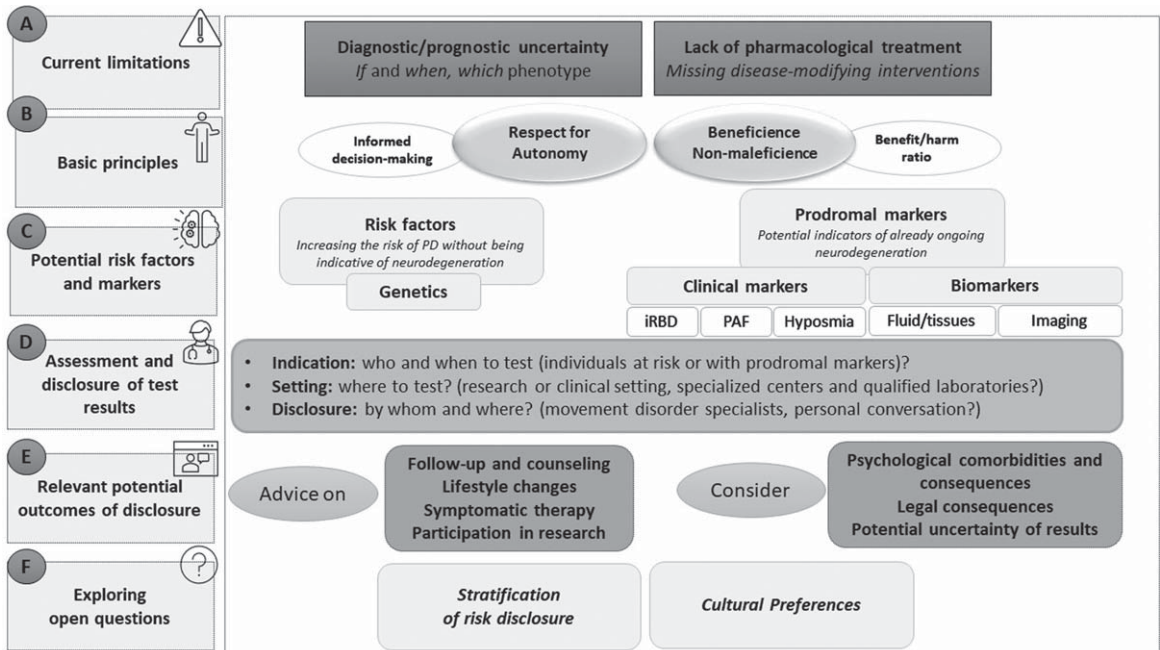 A
Current limitations
Diagnostic/prognostic uncertainty
If and when, which phenotype
Lack of pharmacological treatment
Missing disease-modifying interventions
B
Basic principles
Informed
decision-making
Respect for
Autonomy
Beneficience
Non-maleficience
Benefit/harm
ratio
C
Potential risk factors
and markers
Risk factors
Increasing the risk of PD without being
indicative of neurodegeneration
Genetics
Prodromal markers
Potential indicators of already ongoing
neurodegeneration
Clinical markers
Biomarkers
iRBD
PAF
Hyposmia
Fluid/tissues
Imaging
D
Assessment and
disclosure of test
results
• Indication: who and when to test (individuals at risk or with prodromal markers)?
• Setting: where to test? (research or clinical setting, specialized centers and qualified laboratories?)
• Disclosure: by whom and where? (movement disorder specialists, personal conversation?)
E
Relevant potential
outcomes of disclosure
Advice on
Follow-up and counseling
Lifestyle changes
Symptomatic therapy
Participation in research
Consider
Psychological comorbidities and
consequences
Legal consequences
Potential uncertainty of results
F
?
Exploring
open questions
Stratification
of risk disclosure
Cultural Preferences